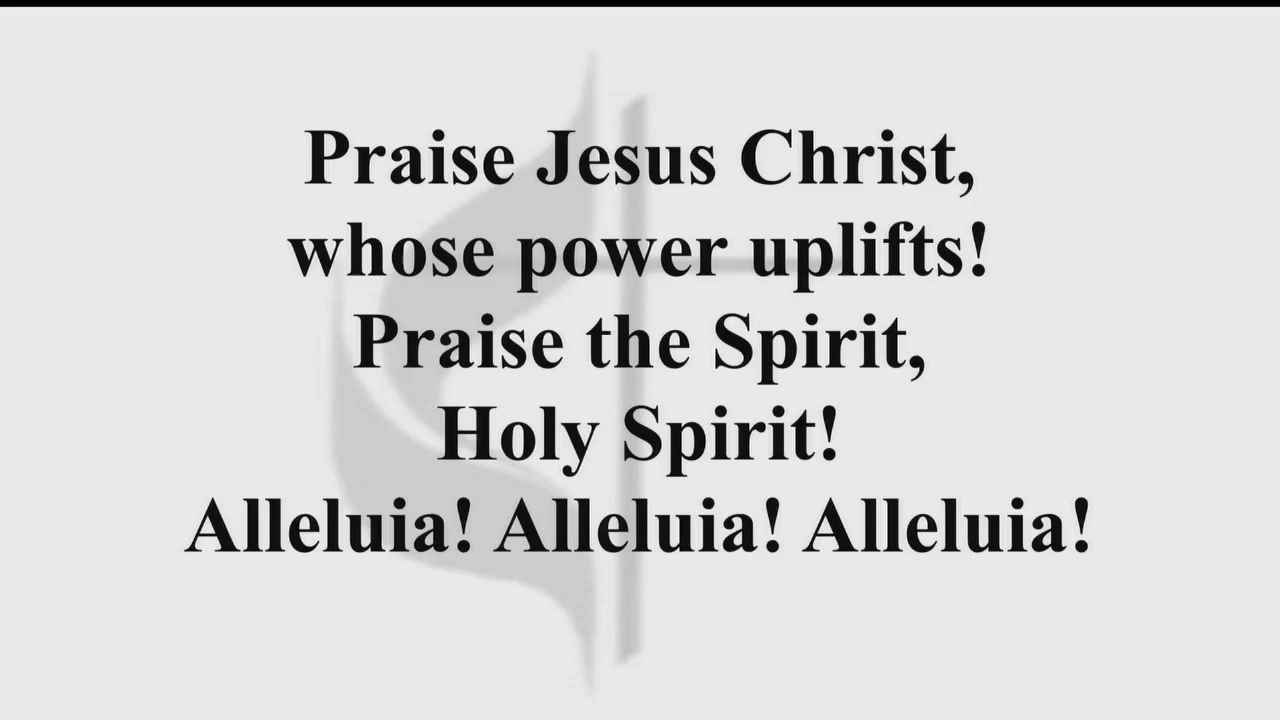 Praise Jesus Christ,
whose power uplifts!
Praise the Spirit,
Holy Spirit!
Alleluia! Alleluia! Alleluia!